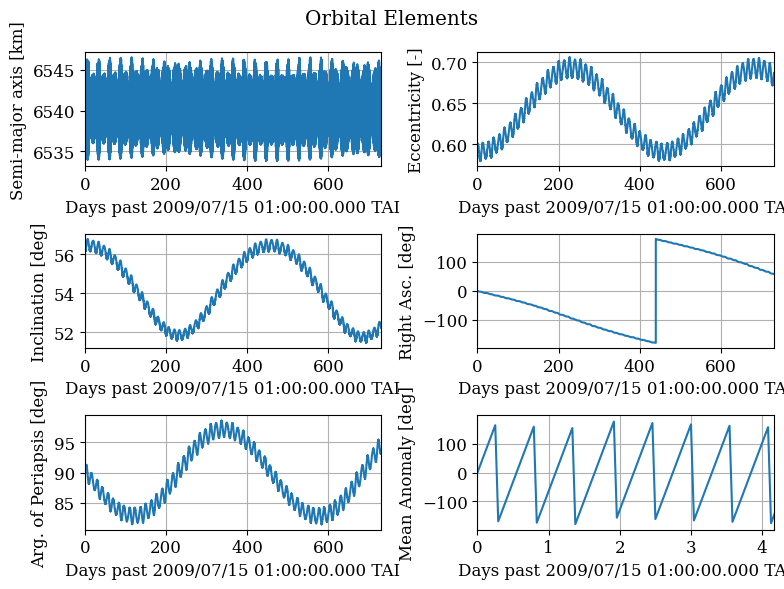 Orbital Elements
Semi-major axis [km]
6545
6540
6535
0 200 400 600
Days past 2009/07/15 01:00:00.000 TAI
Eccentricity [-]
0.70
0.65
0.60
0 200 400 600
Days past 2009/07/15 01:00:00.000 TA
Inclination [deg]
56
54
52
0 200 400 600
Days past 2009/07/15 01:00:00.000 TAI
Right Asc. [deg]
100
0
−100
0 200 400 600
Days past 2009/07/15 01:00:00.000 TA
Arg. of Periapsis [deg]
95
90
85
0 200 400 600
Days past 2009/07/15 01:00:00.000 TAI
Mean Anomaly [deg]
100
0
−100
0 1 2 3 4
Days past 2009/07/15 01:00:00.000 TA